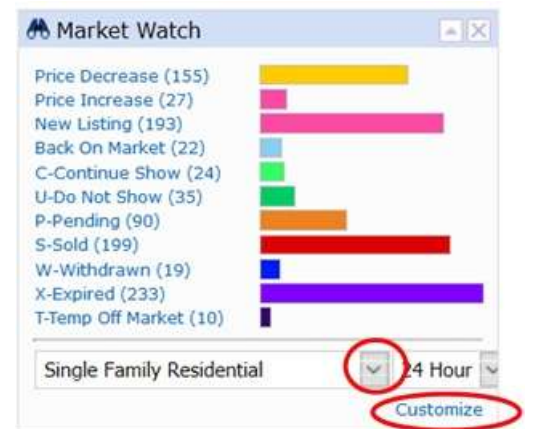 Market Watch
Price Decrease (155)
Price Increase (27)
New Listing (193)
Back On Market (22)
C-Continue Show (24)
U-Do Not Show (35)
P-Pending (90)
S-Sold (199)
W-Withdrawn (19)
X-Expired (233)
T-Temp Off Market (10)
Single Family Residential 24 Hour
Customize